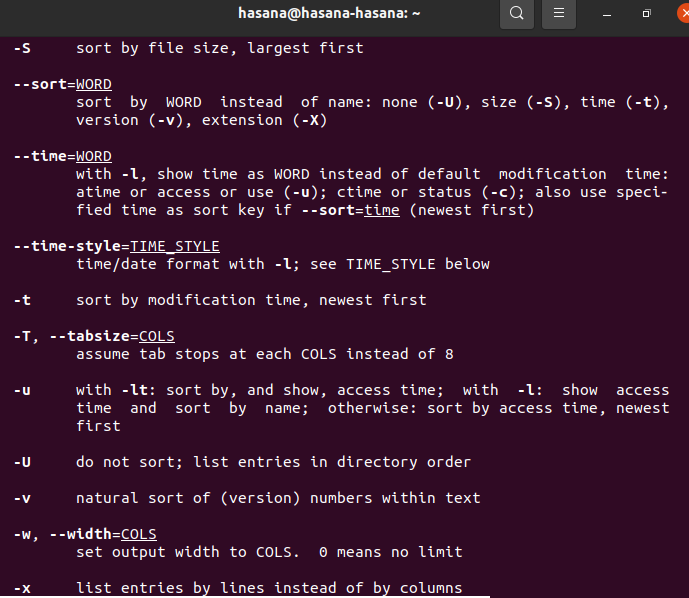 hasana@hasana-hasana: ~
-S sort by file size, largest first
--sort=WORD
sort by WORD instead of name: none (-U), size (-S), time (-t),
version (-v), extension (-X)
--time=WORD
with -l, show time as WORD instead of default modification time:
atime or access or use (-u); ctime or status (-c); also use speci-
fied time as sort key if --sort=time (newest first)
--time-style=TIME_STYLE
time/date format with -l; see TIME_STYLE below
-t sort by modification time, newest first
-T, --tabsize=COLS
assume tab stops at each COLS instead of 8
-u with -lt: sort by, and show, access time; with -l: show access
time and sort by name; otherwise: sort by access time, newest
first
-U do not sort; list entries in directory order
-v natural sort of (version) numbers within text
-w, --width=COLS
set output width to COLS. 0 means no limit
-x list entries by lines instead of by columns